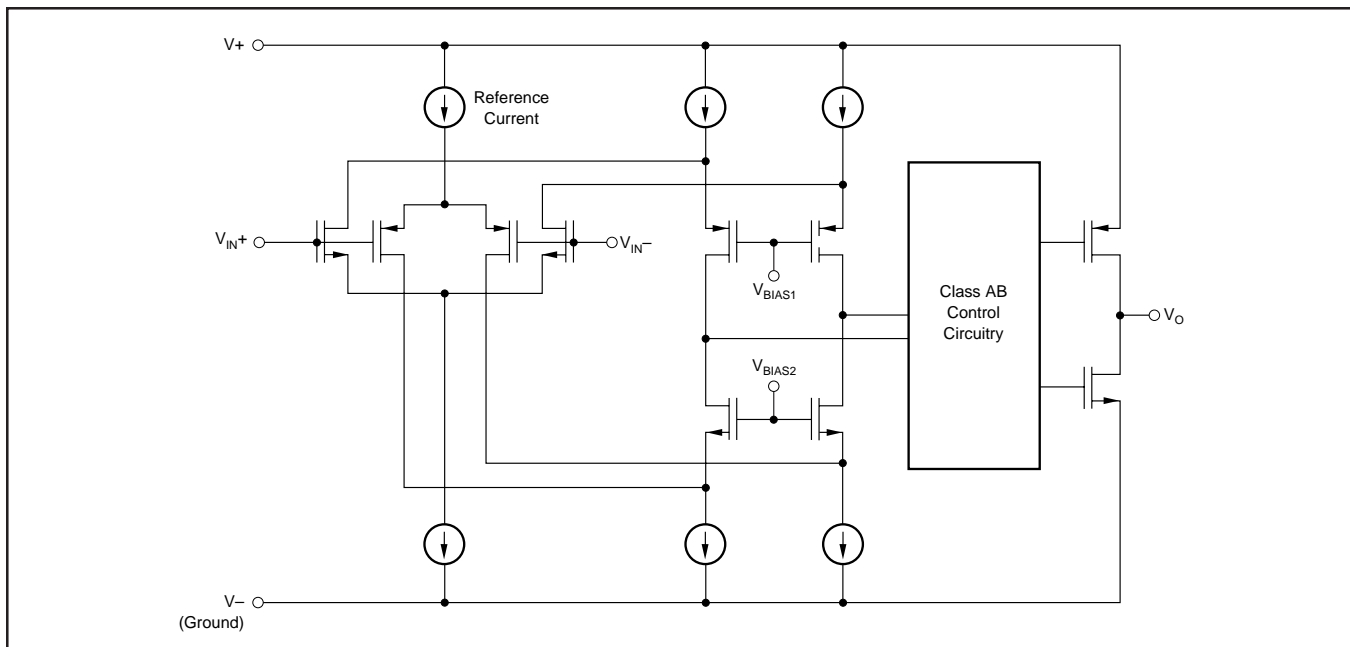 V+
Reference
Current
VIN+
VIN−
VBIAS1
Class AB
Control
Circuitry
VO
VBIAS2
V−
(Ground)